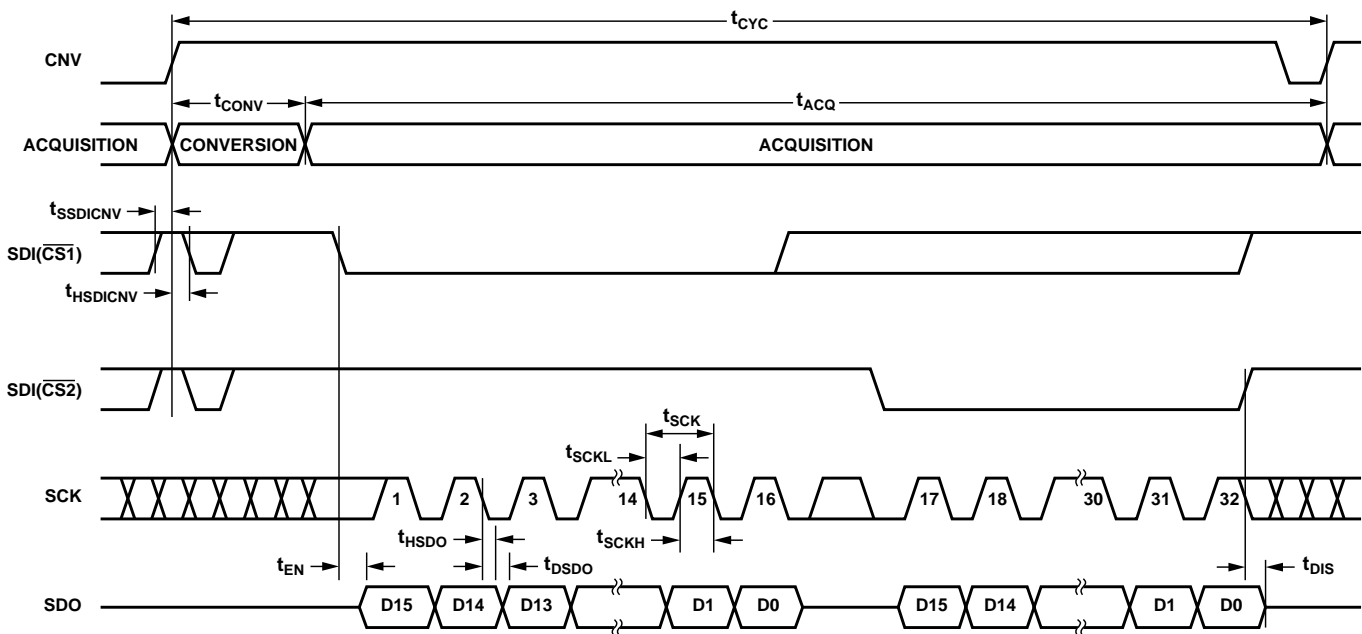 tCYC
CNV
tCONV
tACQ
ACQUISITION CONVERSION ACQUISITION
tSSDICNV
SDI(CS1)
tHSDICNV
SDI(CS2)
tSCK
tSCKL
SCK 1 2 3 14 15 16 17 18 30 31 32
tHSDO tSCKH
tEN tDSDO tDIS
SDO D15 D14 D13 D1 D0 D15 D14 D1 D0